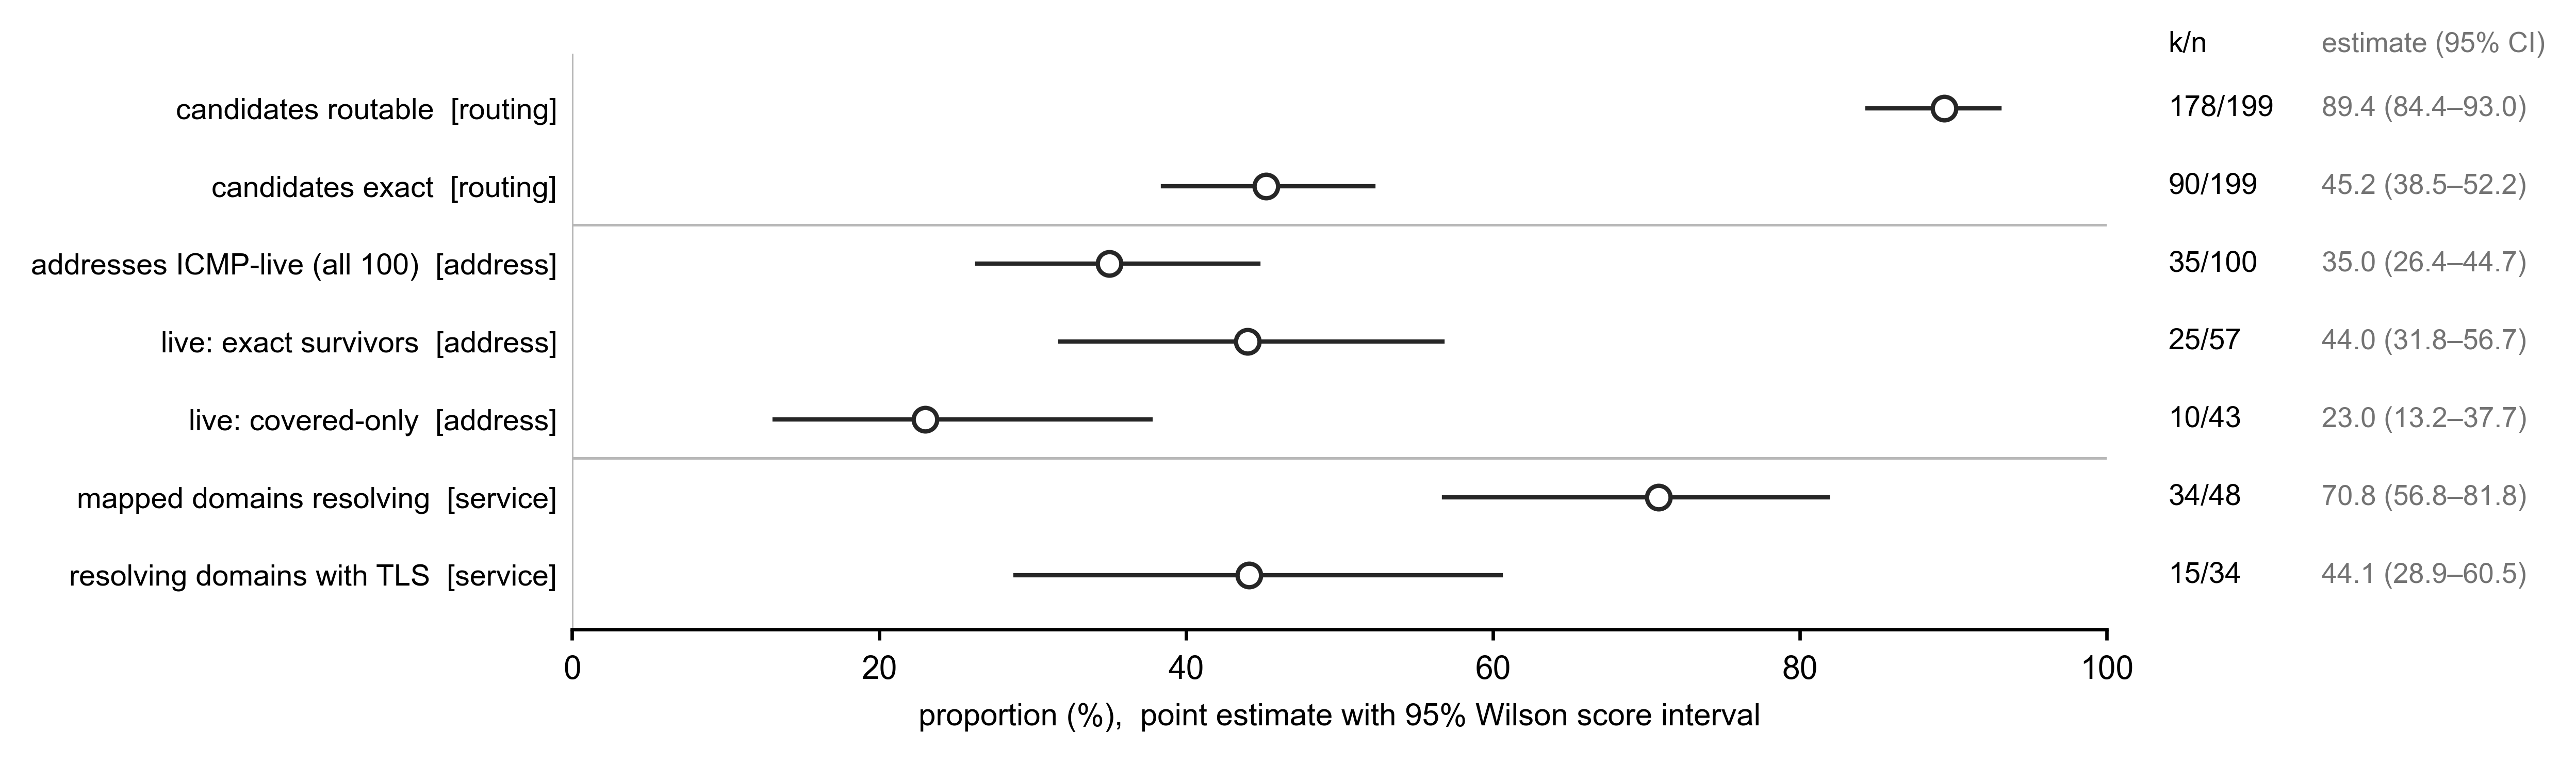 k/n estimate (95% CI)
candidates routable [routing] 178/199 89.4 (84.4–93.0)
candidates exact [routing] 90/199 45.2 (38.5–52.2)
addresses ICMP-live (all 100) [address] 35/100 35.0 (26.4–44.7)
live: exact survivors [address] 25/57 44.0 (31.8–56.7)
live: covered-only [address] 10/43 23.0 (13.2–37.7)
mapped domains resolving [service] 34/48 70.8 (56.8–81.8)
resolving domains with TLS [service] 15/34 44.1 (28.9–60.5)
0 20 40 60 80 100
proportion (%), point estimate with 95% Wilson score interval